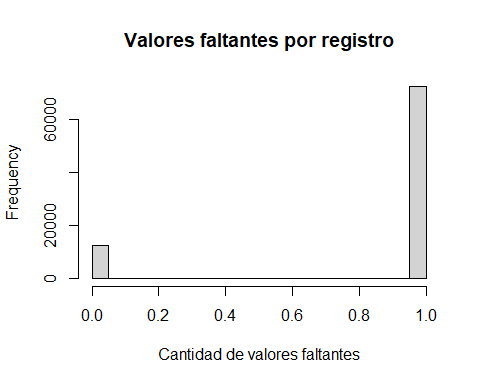 Valores faltantes por registro
Frequency
60000
20000
0
0.0 0.2 0.4 0.6 0.8 1.0
Cantidad de valores faltantes